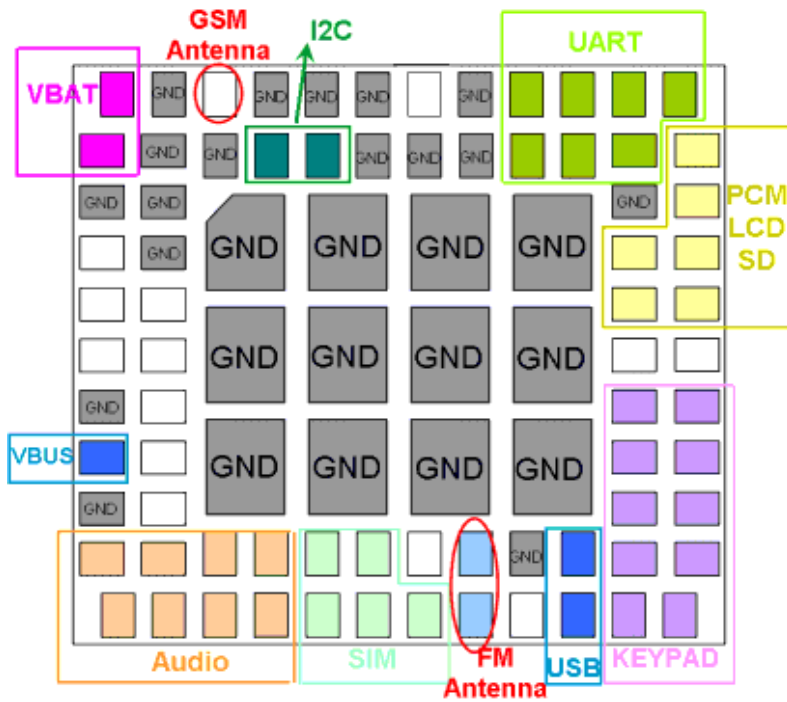 GSM
Antenna
I2C
UART
VBAT
GND
GND
GND
GND
GND
GND
GND
GND
GND
GND
GND
GND
GND
GND
PCM
LCD
SD
GND
GND
GND
GND
GND
GND
GND
GND
GND
GND
VBUS
GND
GND
GND
GND
GND
GND
GND
Audio
SIM
FM
Antenna
USB
KEYPAD